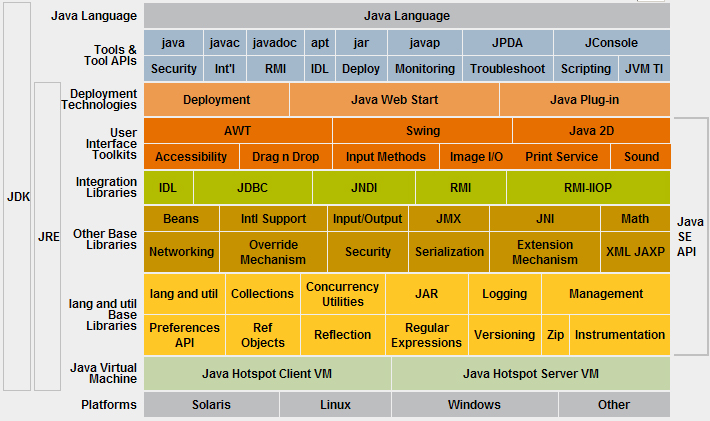 Java Language
Java Language
Tools &
Tool APIs
java javac javadoc apt jar javap JPDA JConsole
Security Int'l RMI IDL Deploy Monitoring Troubleshoot Scripting JVM TI
Deployment
Technologies
Deployment Java Web Start Java Plug-in
User
Interface
Toolkits
AWT Swing Java 2D
Accessibility Drag n Drop Input Methods Image I/O Print Service Sound
Integration
Libraries
IDL JDBC JNDI RMI RMI-IIOP
Other Base
Libraries
Beans Intl Support Input/Output JMX JNI Math
Networking Override
Mechanism Security Serialization Extension
Mechanism XML JAXP
lang and util
Base
Libraries
lang and util Collections Concurrency
Utilities JAR Logging Management
Preferences
API Ref
Objects Reflection Regular
Expressions Versioning Zip Instrumentation
Java Virtual
Machine
Java Hotspot Client VM Java Hotspot Server VM
Platforms
Solaris Linux Windows Other
JDK
JRE
Java
SE
API